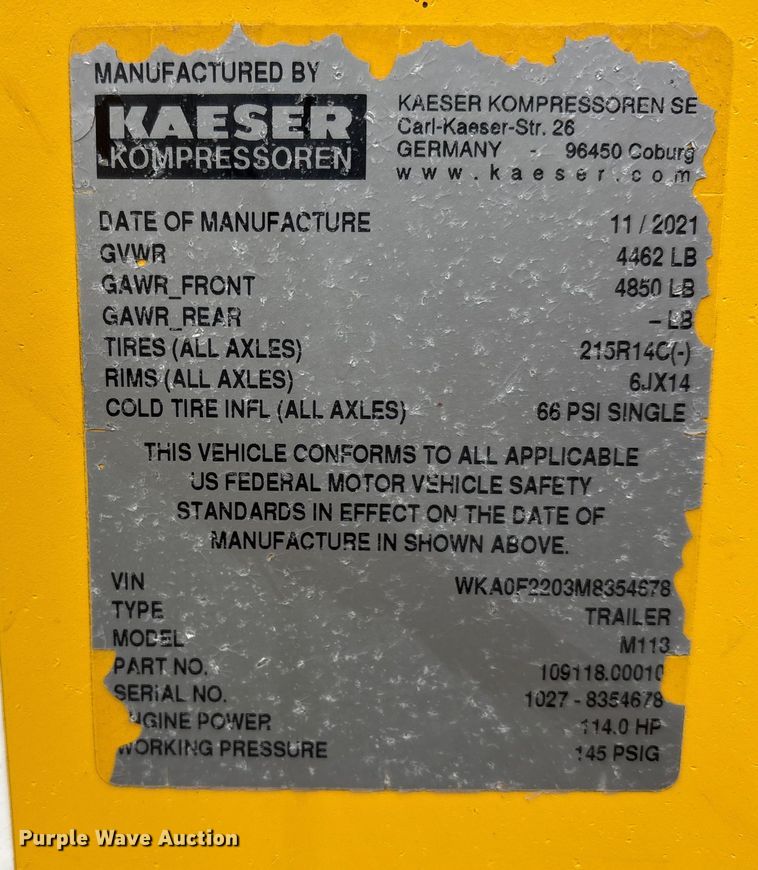 MANUFACTURED BY
KAESER
KOMPRESSOREN
KAESER KOMPRESSOREN SE
Carl-Kaeser-Str. 26
GERMANY - 96450 Coburg
www.kaeser.com
DATE OF MANUFACTURE 11 / 2021
GVWR 4462 LB
GAWR_FRONT 4850 LB
GAWR_REAR – LB
TIRES (ALL AXLES) 215R14C(-)
RIMS (ALL AXLES) 6JX14
COLD TIRE INFL (ALL AXLES) 66 PSI SINGLE
THIS VEHICLE CONFORMS TO ALL APPLICABLE
US FEDERAL MOTOR VEHICLE SAFETY
STANDARDS IN EFFECT ON THE DATE OF
MANUFACTURE IN SHOWN ABOVE.
VIN WKA0F2203M8354678
TYPE TRAILER
MODEL M113
PART NO. 109118.00010
SERIAL NO. 1027 - 8354678
ENGINE POWER 114.0 HP
WORKING PRESSURE 145 PSIG
Purple Wave Auction